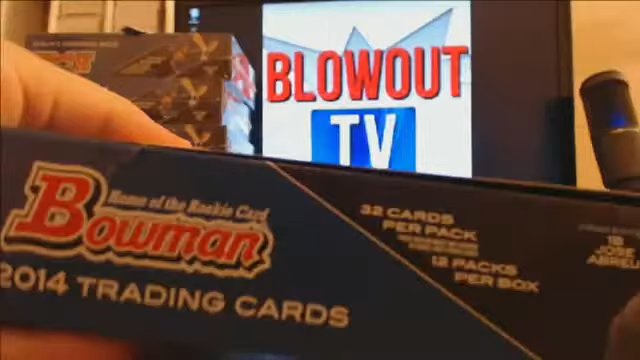 BLOWOUT
TV
Home of the Rookie Card
Bowman
2014 TRADING CARDS
32 CARDS
PER PACK
12 PACKS
PER BOX
1B
JOSE
ABREU